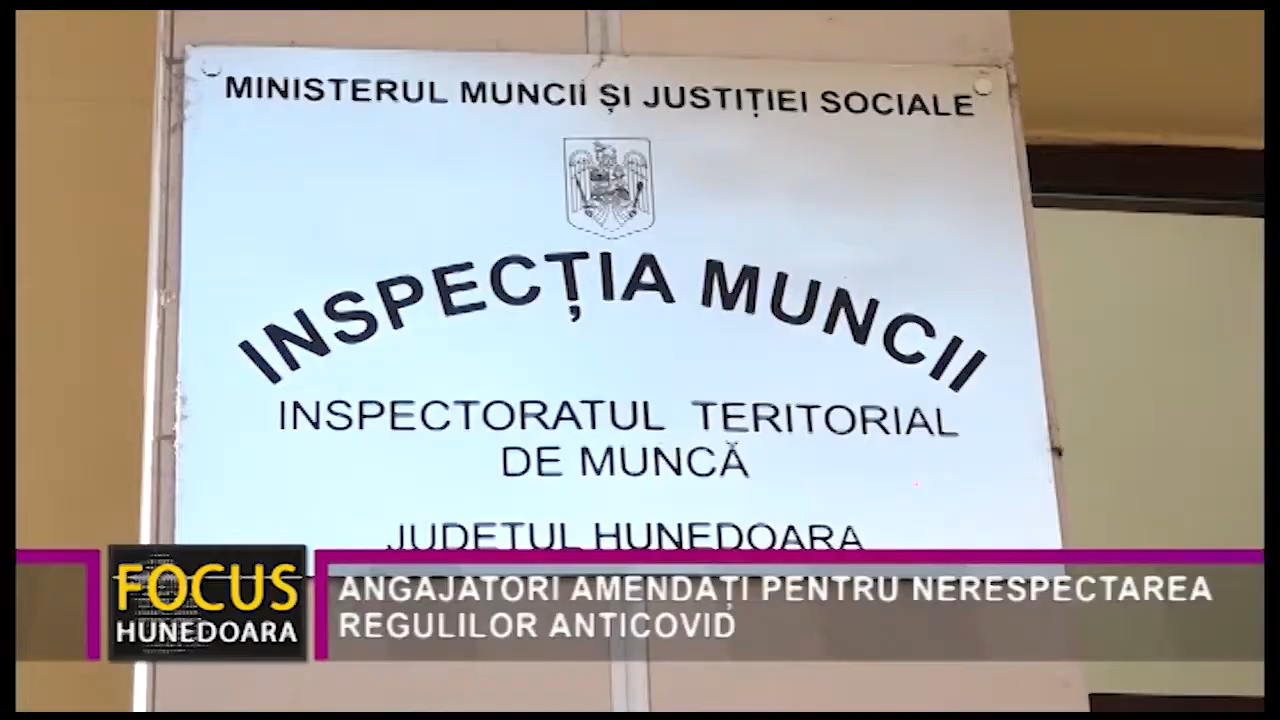 MINISTERUL MUNCII ȘI JUSTIȚIEI SOCIALE
INSPECȚIA MUNCII
INSPECTORATUL TERITORIAL
DE MUNCĂ
JUDEȚUL HUNEDOARA
FOCUS
HUNEDOARA
ANGAJATORI AMENDAȚI PENTRU NERESPECTAREA
REGULILOR ANTICOVID